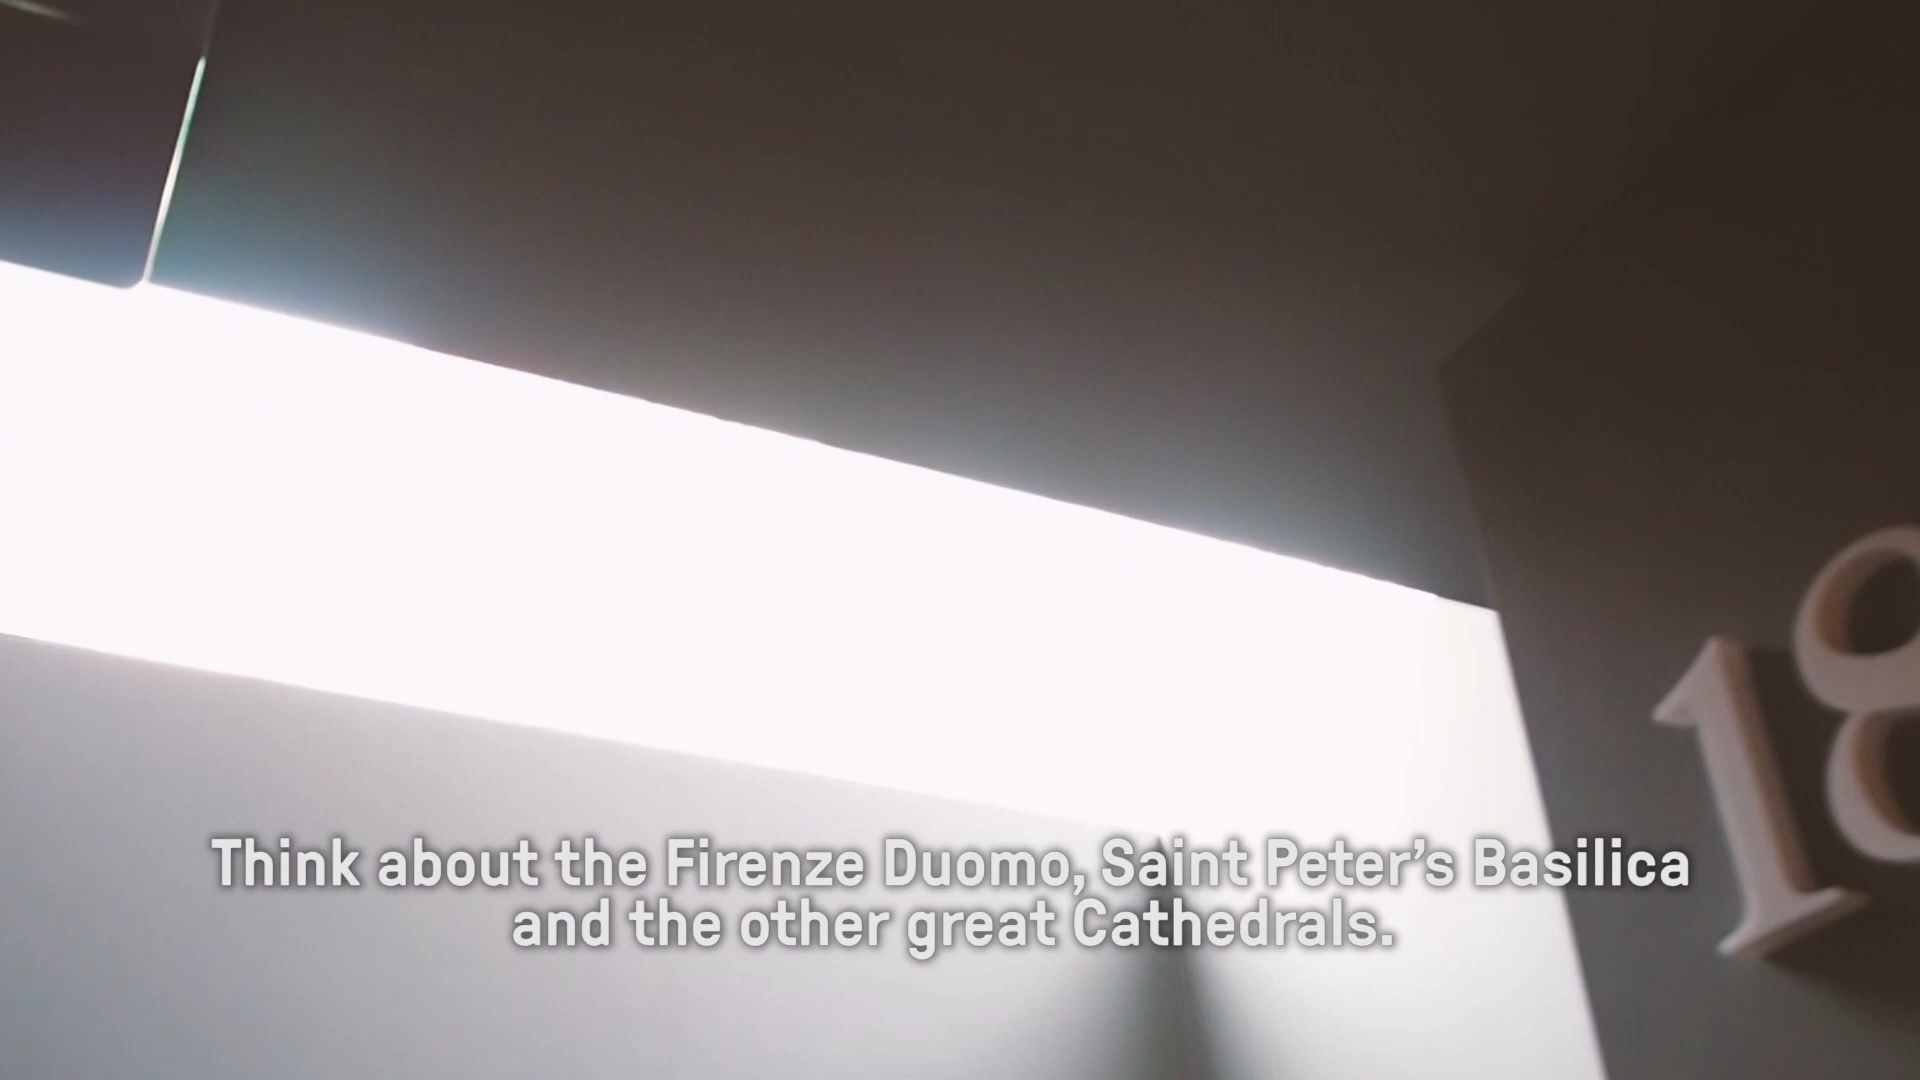 18
Think about the Firenze Duomo, Saint Peter's Basilica
and the other great Cathedrals.